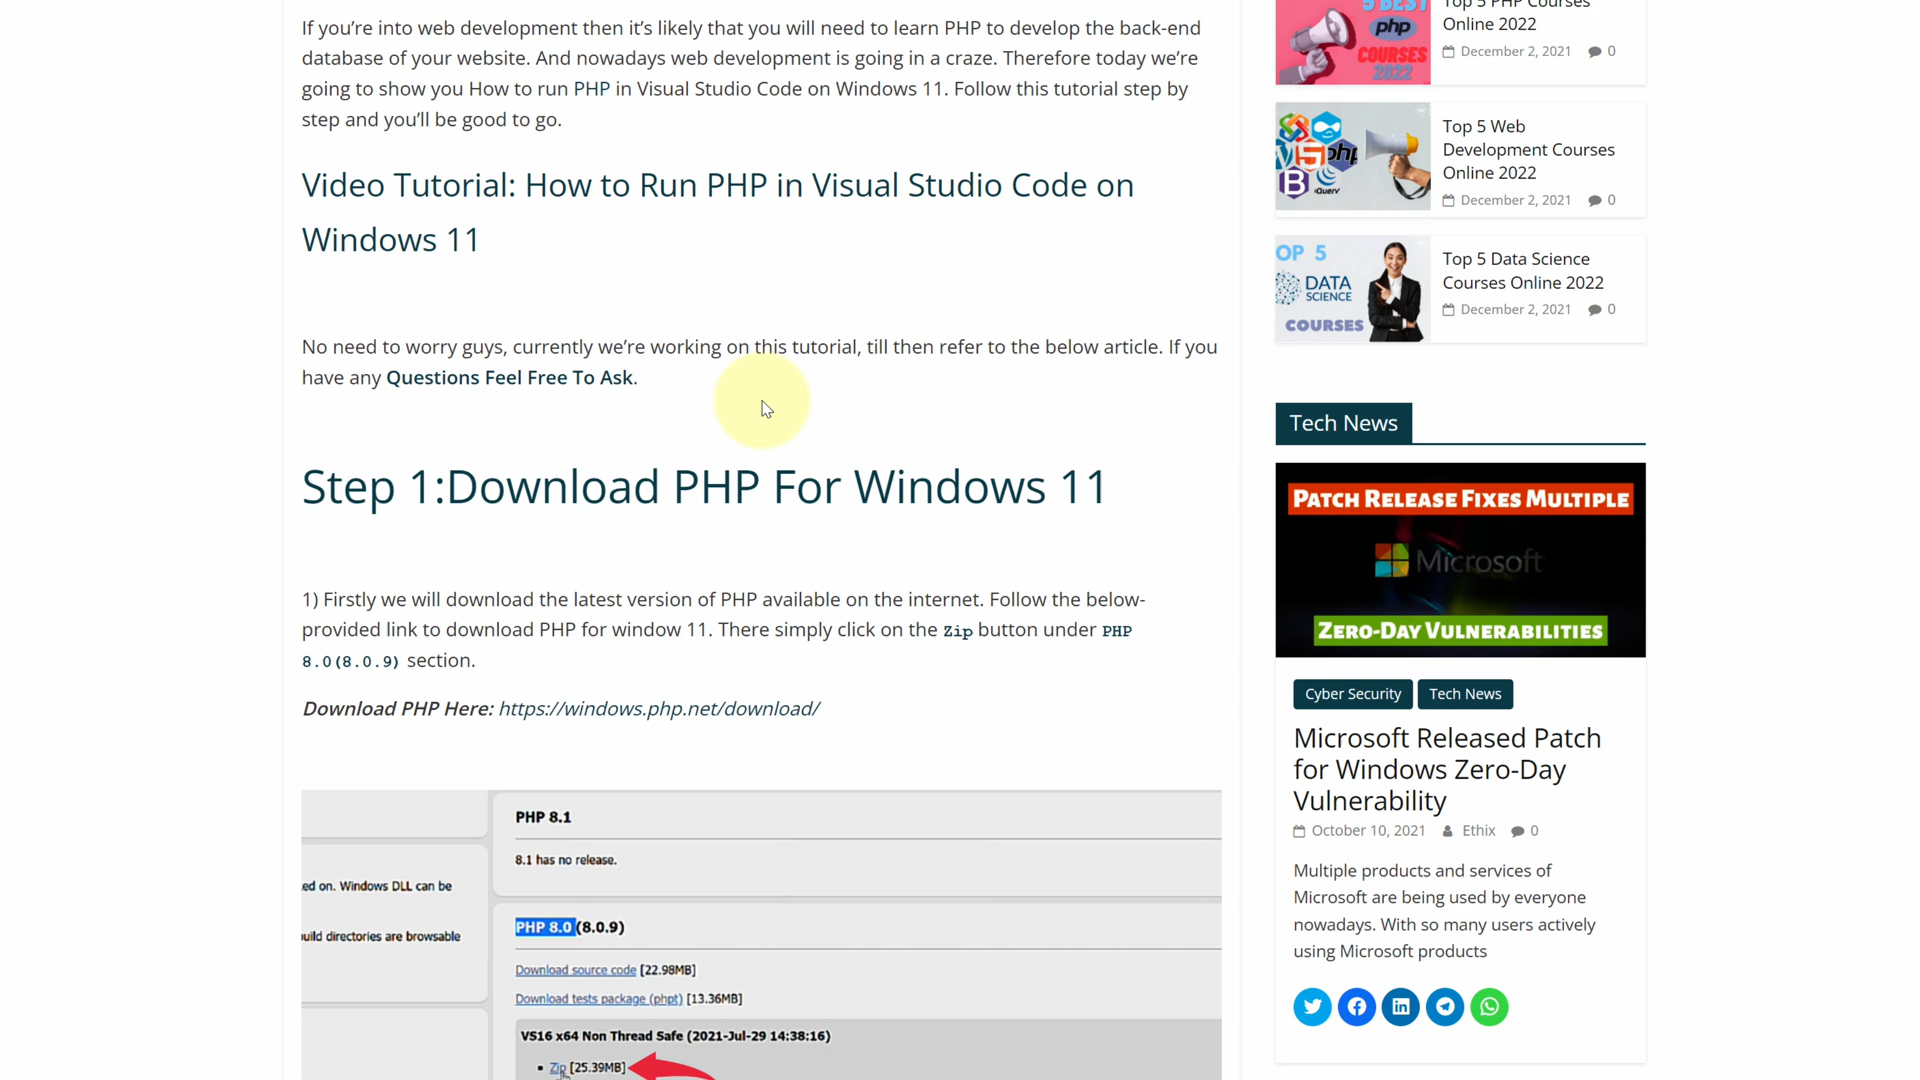 If you’re into web development then it’s likely that you will need to learn PHP to develop the back-end
database of your website. And nowadays web development is going in a craze. Therefore today we’re
going to show you How to run PHP in Visual Studio Code on Windows 11. Follow this tutorial step by
step and you’ll be good to go.
Video Tutorial: How to Run PHP in Visual Studio Code on
Windows 11
No need to worry guys, currently we’re working on this tutorial, till then refer to the below article. If you
have any Questions Feel Free To Ask.
Step 1:Download PHP For Windows 11
1) Firstly we will download the latest version of PHP available on the internet. Follow the below-
provided link to download PHP for window 11. There simply click on the Zip button under PHP
8.0(8.0.9) section.
Download PHP Here: https://windows.php.net/download/
ed on. Windows DLL can be
uild directories are browsable
PHP 8.1
8.1 has no release.
PHP 8.0 (8.0.9)
Download source code [22.98MB]
Download tests package (phpt) [13.36MB]
VS16 x64 Non Thread Safe (2021-Jul-29 14:38:16)
Zip [25.39MB]
5 BEST
php
COURSES
2022
Top 5 PHP Courses
Online 2022
December 2, 2021 0
php
B
jQuery
Top 5 Web
Development Courses
Online 2022
December 2, 2021 0
OP 5
DATA
SCIENCE
COURSES
Top 5 Data Science
Courses Online 2022
December 2, 2021 0
Tech News
PATCH RELEASE FIXES MULTIPLE
Microsoft
ZERO-DAY VULNERABILITIES
Cyber Security Tech News
Microsoft Released Patch
for Windows Zero-Day
Vulnerability
October 10, 2021 Ethix 0
Multiple products and services of
Microsoft are being used by everyone
nowadays. With so many users actively
using Microsoft products